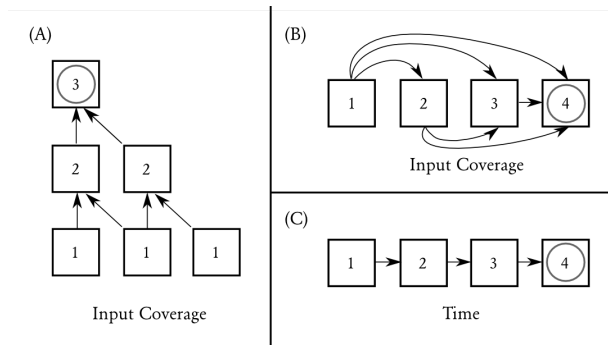 (A)
3
2 2
1 1 1
Input Coverage
(B)
1 2 3 4
Input Coverage
(C)
1 2 3 4
Time